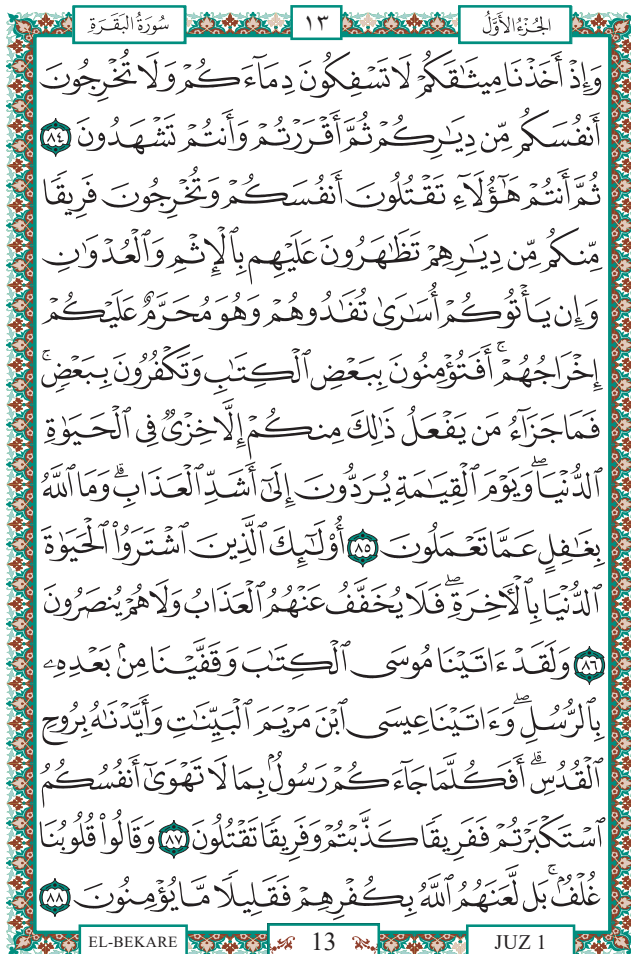 سُورَةُ الْبَقَرَةِ ١٣ الجُزْءُ الأَوَّلُ
وَإِذْ أَخَذْنَا مِيثَٰقَكُمْ لَا تَسْفِكُونَ دِمَآءَكُمْ وَلَا تُخْرِجُونَ
أَنفُسَكُم مِّن دِيَٰرِكُمْ ثُمَّ أَقْرَرْتُمْ وَأَنتُمْ تَشْهَدُونَ ٨٤
ثُمَّ أَنتُمْ هَٰٓؤُلَآءِ تَقْتُلُونَ أَنفُسَكُمْ وَتُخْرِجُونَ فَرِيقًا
مِّنكُم مِّن دِيَٰرِهِمْ تَظَٰهَرُونَ عَلَيْهِم بِٱلْإِثْمِ وَٱلْعُدْوَٰنِ
وَإِن يَأْتُوكُمْ أُسَٰرَىٰ تُفَٰدُوهُمْ وَهُوَ مُحَرَّمٌ عَلَيْكُمْ
إِخْرَاجُهُمْ ۚ أَفَتُؤْمِنُونَ بِبَعْضِ ٱلْكِتَٰبِ وَتَكْفُرُونَ بِبَعْضٍ ۚ
فَمَا جَزَآءُ مَن يَفْعَلُ ذَٰلِكَ مِنكُمْ إِلَّا خِزْىٌ فِى ٱلْحَيَوٰةِ
ٱلدُّنْيَا ۖ وَيَوْمَ ٱلْقِيَٰمَةِ يُرَدُّونَ إِلَىٰٓ أَشَدِّ ٱلْعَذَابِ ۗ وَمَا ٱللَّهُ
بِغَٰفِلٍ عَمَّا تَعْمَلُونَ ٨٥ أُو۟لَٰٓئِكَ ٱلَّذِينَ ٱشْتَرَوُا۟ ٱلْحَيَوٰةَ
ٱلدُّنْيَا بِٱلْءَاخِرَةِ ۖ فَلَا يُخَفَّفُ عَنْهُمُ ٱلْعَذَابُ وَلَا هُمْ يُنصَرُونَ
٨٦ وَلَقَدْ ءَاتَيْنَا مُوسَى ٱلْكِتَٰبَ وَقَفَّيْنَا مِنۢ بَعْدِهِۦ
بِٱلرُّسُلِ ۖ وَءَاتَيْنَا عِيسَى ٱبْنَ مَرْيَمَ ٱلْبَيِّنَٰتِ وَأَيَّدْنَٰهُ بِرُوحِ
ٱلْقُدُسِ ۗ أَفَكُلَّمَا جَآءَكُمْ رَسُولٌۢ بِمَا لَا تَهْوَىٰٓ أَنفُسُكُمُ
ٱسْتَكْبَرْتُمْ فَفَرِيقًا كَذَّبْتُمْ وَفَرِيقًا تَقْتُلُونَ ٨٧ وَقَالُوا۟ قُلُوبُنَا
غُلْفٌۢ ۚ بَل لَّعَنَهُمُ ٱللَّهُ بِكُفْرِهِمْ فَقَلِيلًا مَّا يُؤْمِنُونَ ٨٨
EL-BEKARE 13 JUZ 1